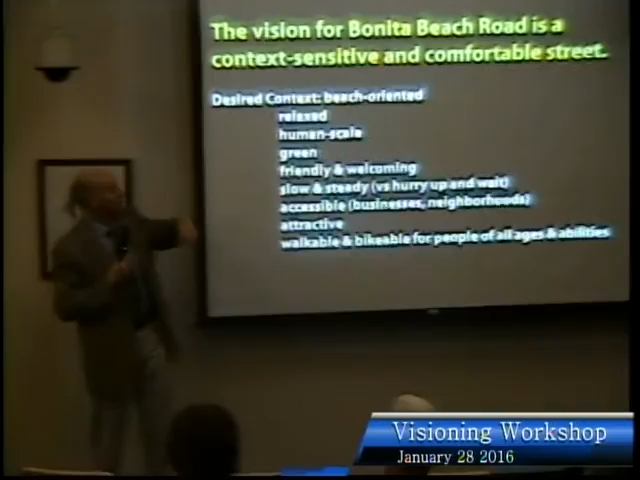 The vision for Bonita Beach Road is a
context-sensitive and comfortable street.
Desired Context: beach-oriented
relaxed
human-scale
green
friendly & welcoming
slow & steady (vs hurry up and wait)
accessible (businesses, neighborhoods)
attractive
walkable & bikeable for people of all ages & abilities
Visioning Workshop
January 28 2016